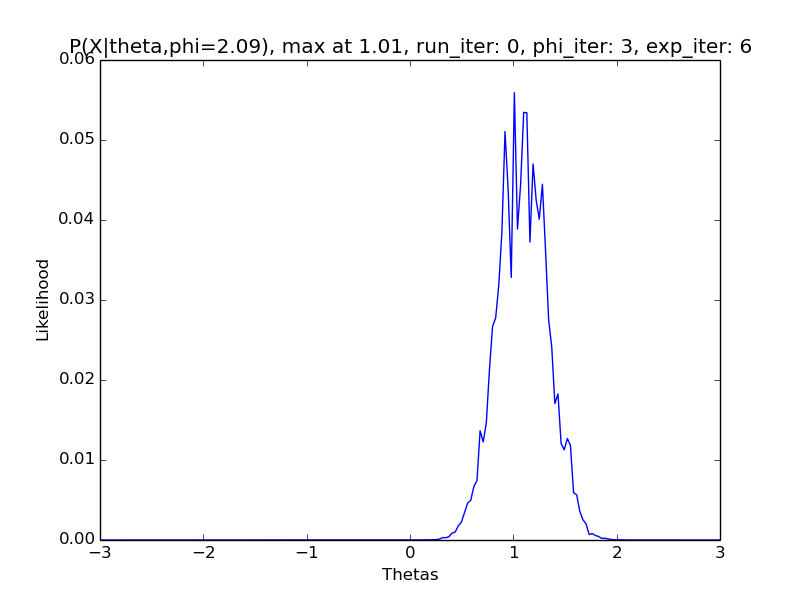 P(X|theta,phi=2.09), max at 1.01, run_iter: 0, phi_iter: 3, exp_iter: 6
0.06
0.05
0.04
0.03
0.02
0.01
0.00
Likelihood
−3 −2 −1 0 1 2 3
Thetas